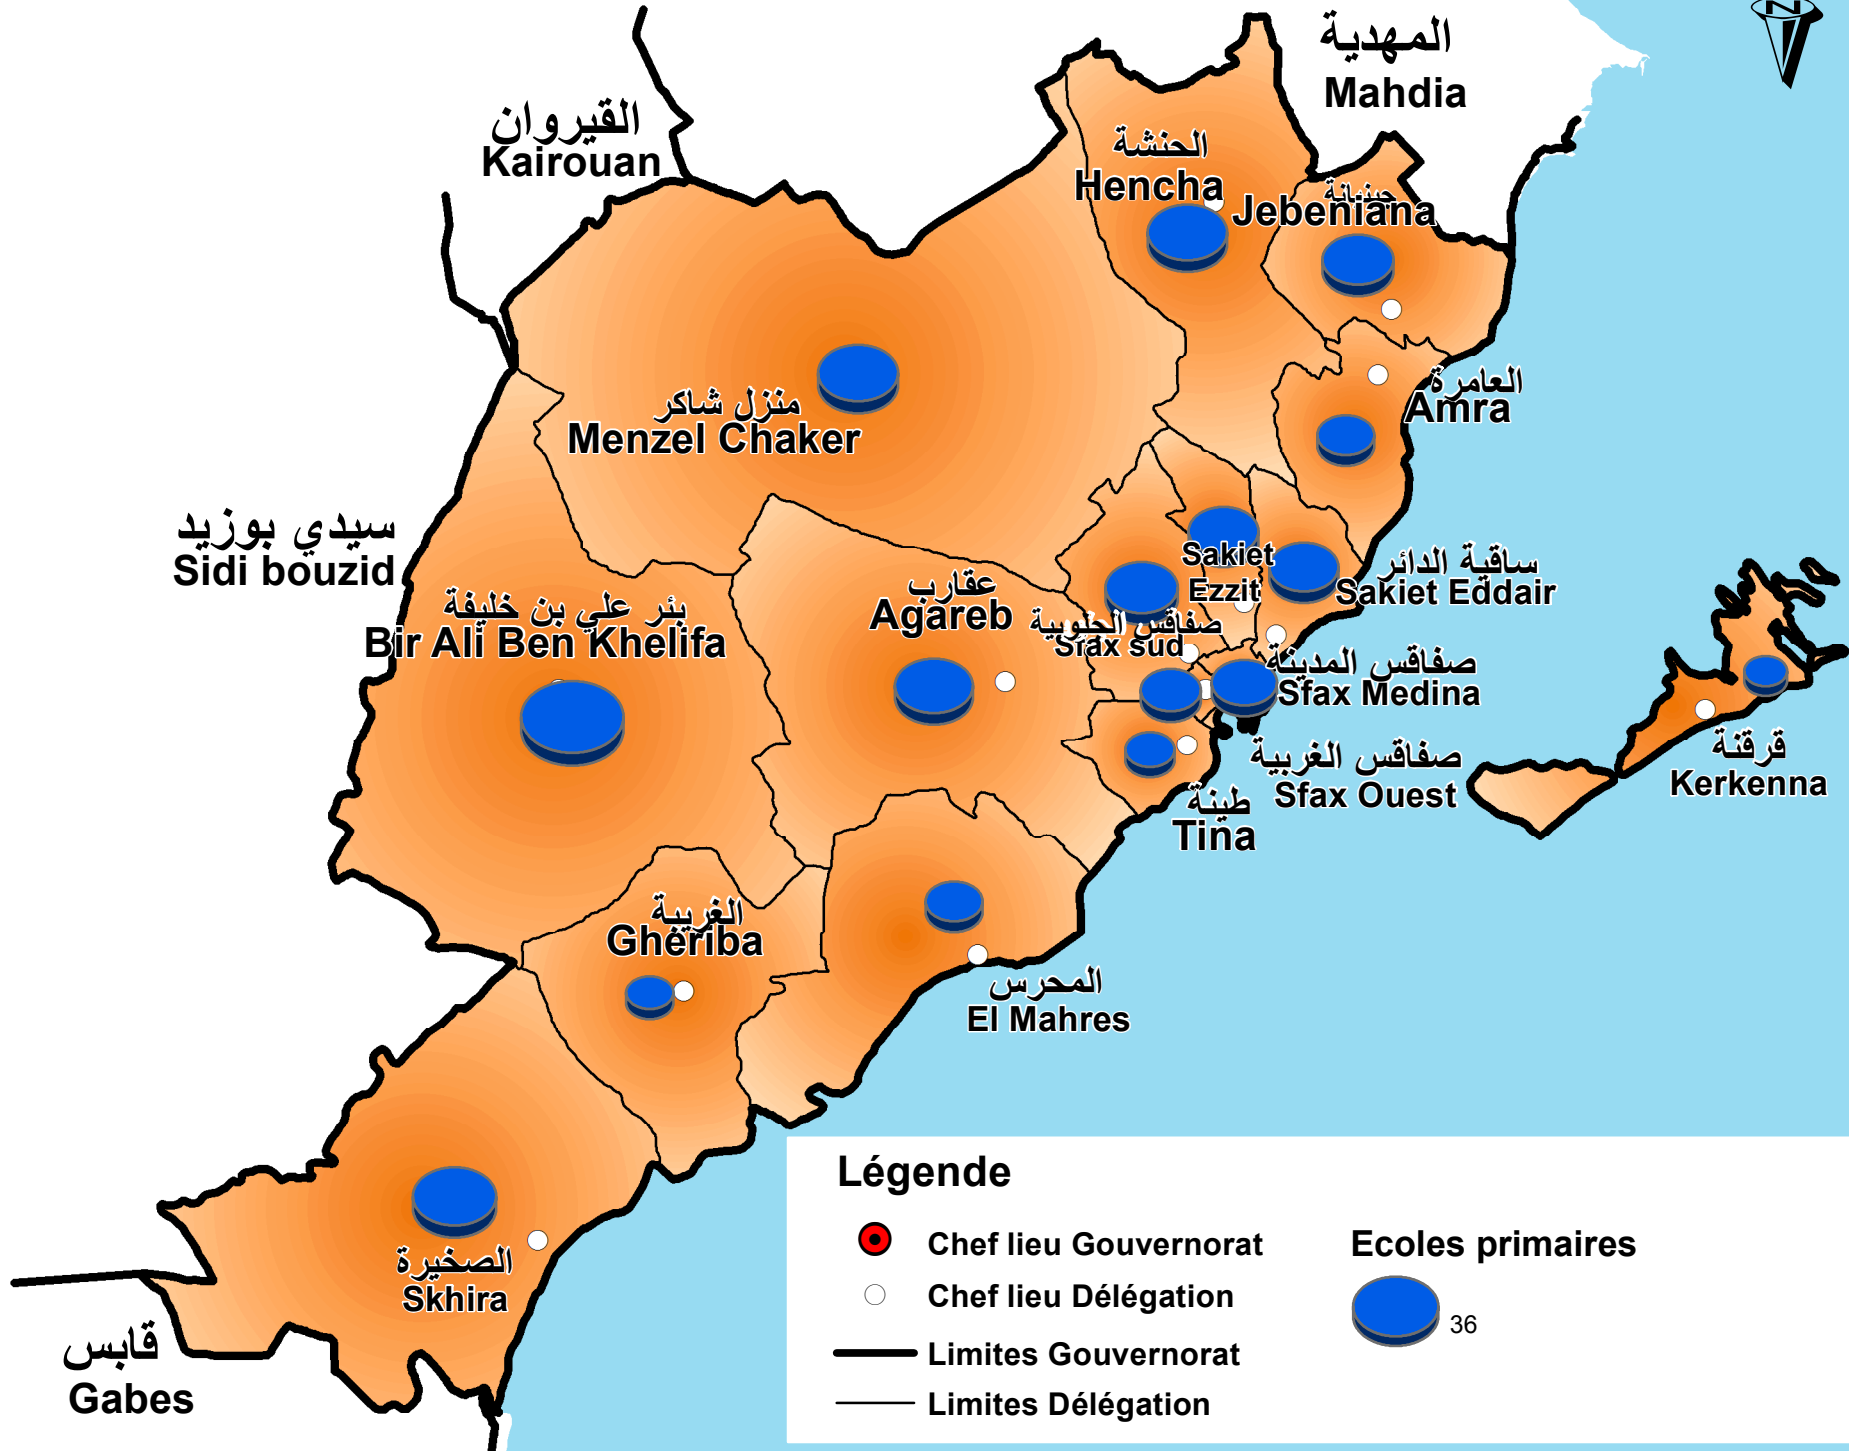 N
المهدية
Mahdia
القيروان
Kairouan
الحنشة
Hencha
جبنيانة
Jebeniana
العامرة
Amra
منزل شاكر
Menzel Chaker
سيدي بوزيد
Sidi bouzid
بئر علي بن خليفة
Bir Ali Ben Khelifa
عقارب
Agareb
Sakiet
Ezzit
ساقية الدائر
Sakiet Eddair
صفاقس الجنوبية
Sfax sud
صفاقس المدينة
Sfax Medina
صفاقس الغربية
Sfax Ouest
طينة
Tina
قرقنة
Kerkenna
الغريبة
Gheriba
المحرس
El Mahres
الصخيرة
Skhira
قابس
Gabes
Légende
Chef lieu Gouvernorat
Chef lieu Délégation
Limites Gouvernorat
Limites Délégation
Ecoles primaires
36